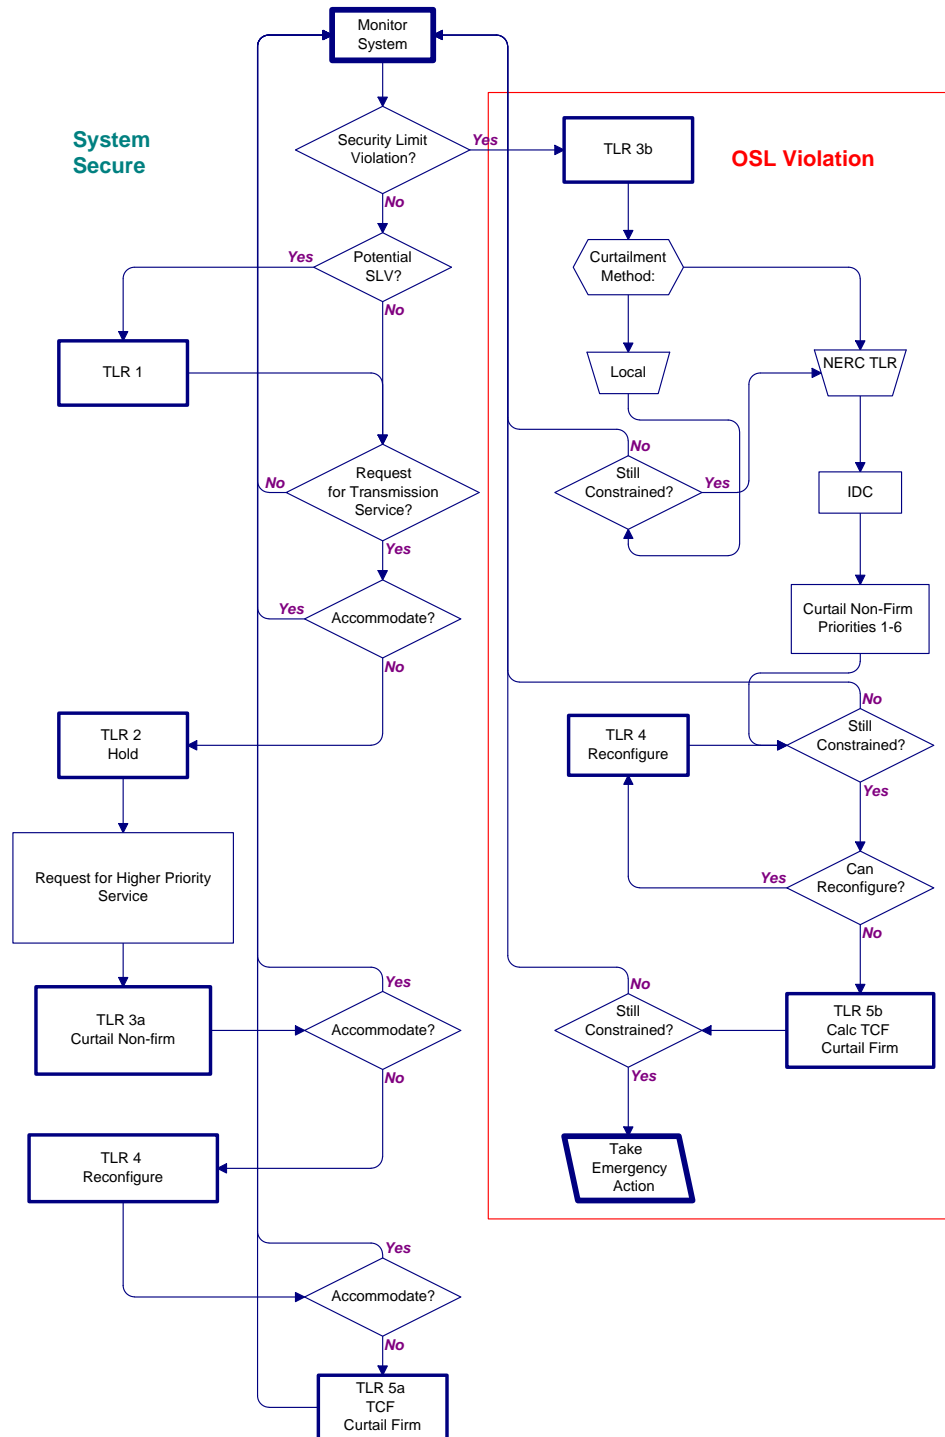 Monitor
System
System
Secure
Security Limit
Violation?
Yes
No
TLR 3b
OSL Violation
Potential
SLV?
Yes
No
Curtailment
Method:
TLR 1
Local
NERC TLR
Request
for Transmission
Service?
No
Yes
No
Still
Constrained?
Yes
IDC
Accommodate?
Yes
No
Curtail Non-Firm
Priorities 1-6
TLR 2
Hold
TLR 4
Reconfigure
No
Still
Constrained?
Yes
Request for Higher Priority
Service
Can
Reconfigure?
Yes
No
TLR 3a
Curtail Non-firm
Yes
Accommodate?
No
No
Still
Constrained?
Yes
TLR 5b
Calc TCF
Curtail Firm
TLR 4
Reconfigure
Take
Emergency
Action
Yes
Accommodate?
No
TLR 5a
TCF
Curtail Firm